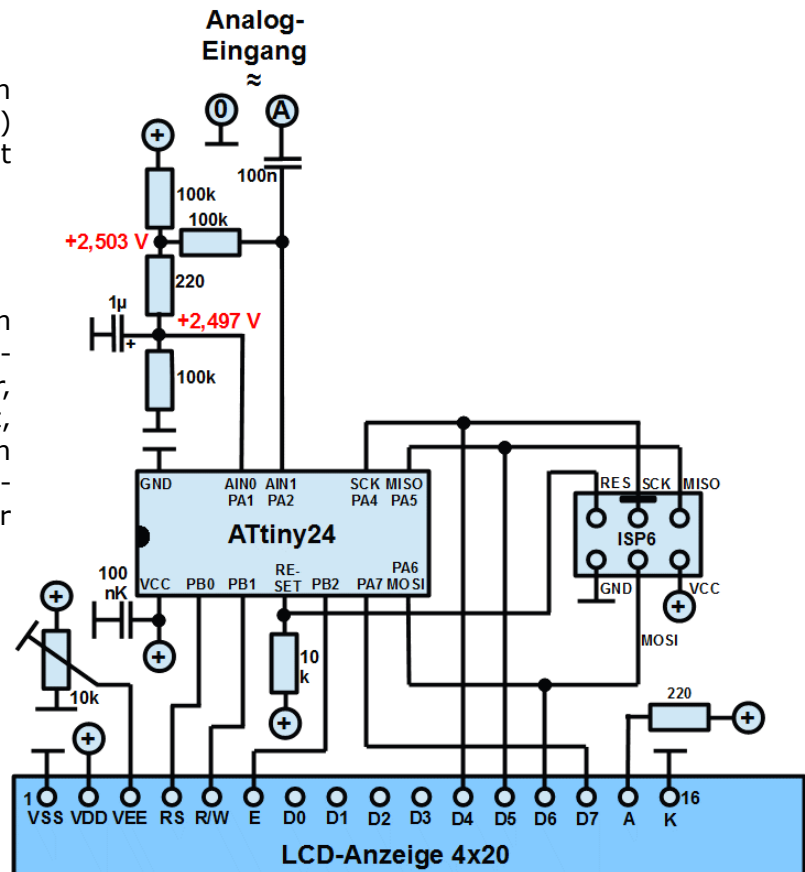 Analog-
Eingang
≈
n
)
t
0
A
+
100n
100k
100k
+2,503 V
220
1µ
+
+2,497 V
n
-
r,
t,
n
-
r
100k
GND
AIN0
PA1
AIN1
PA2
SCK
PA4
MISO
PA5
RES
SCK
MISO
ATtiny24
ISP6
VCC
PB0
PB1
RE-
SET
PB2
PA7
PA6
MOSI
GND
VCC
+
MOSI
100
nK
+
+
10k
10
k
+
+
220
+
1
16
VSS
VDD
VEE
RS
R/W
E
D0
D1
D2
D3
D4
D5
D6
D7
A
K
LCD-Anzeige 4x20